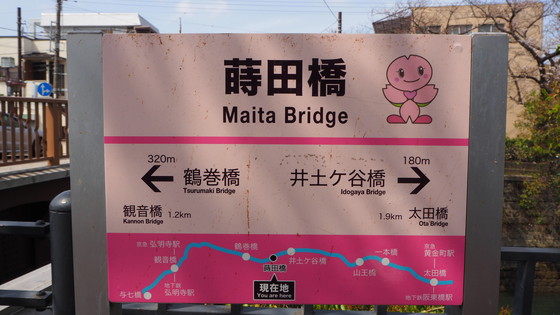 蒔田橋
Maita Bridge
320m
180m
← 鶴巻橋
井土ケ谷橋 →
Tsurumaki Bridge
Idogaya Bridge
観音橋 1.2km
1.9km 太田橋
Kannon Bridge
Ota Bridge
京急 弘明寺駅
鶴巻橋
一本橋
京急
黄金町駅
観音橋
蒔田橋
井土ケ谷橋
山王橋
太田橋
地下鉄
弘明寺駅
与七橋
現在地
You are here
地下鉄 阪東橋駅